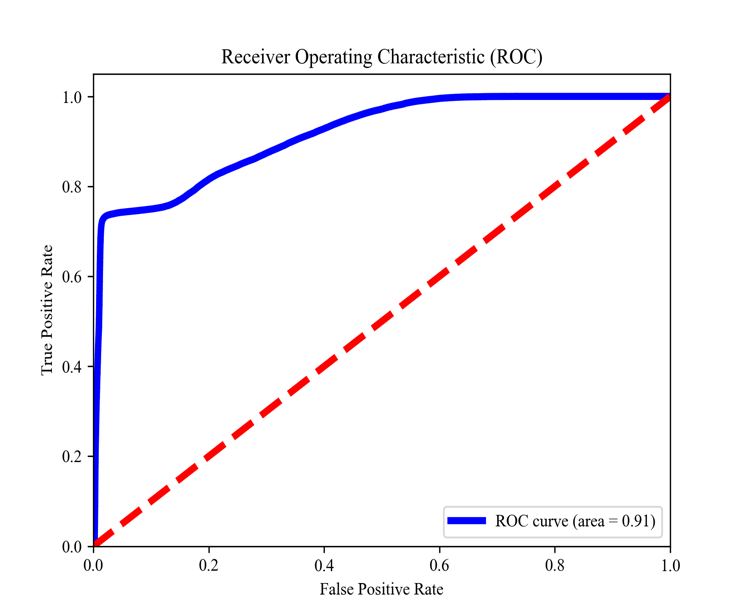 Receiver Operating Characteristic (ROC)
1.0
0.8
0.6
0.4
0.2
0.0
True Positive Rate
ROC curve (area = 0.91)
0.0 0.2 0.4 0.6 0.8 1.0
False Positive Rate